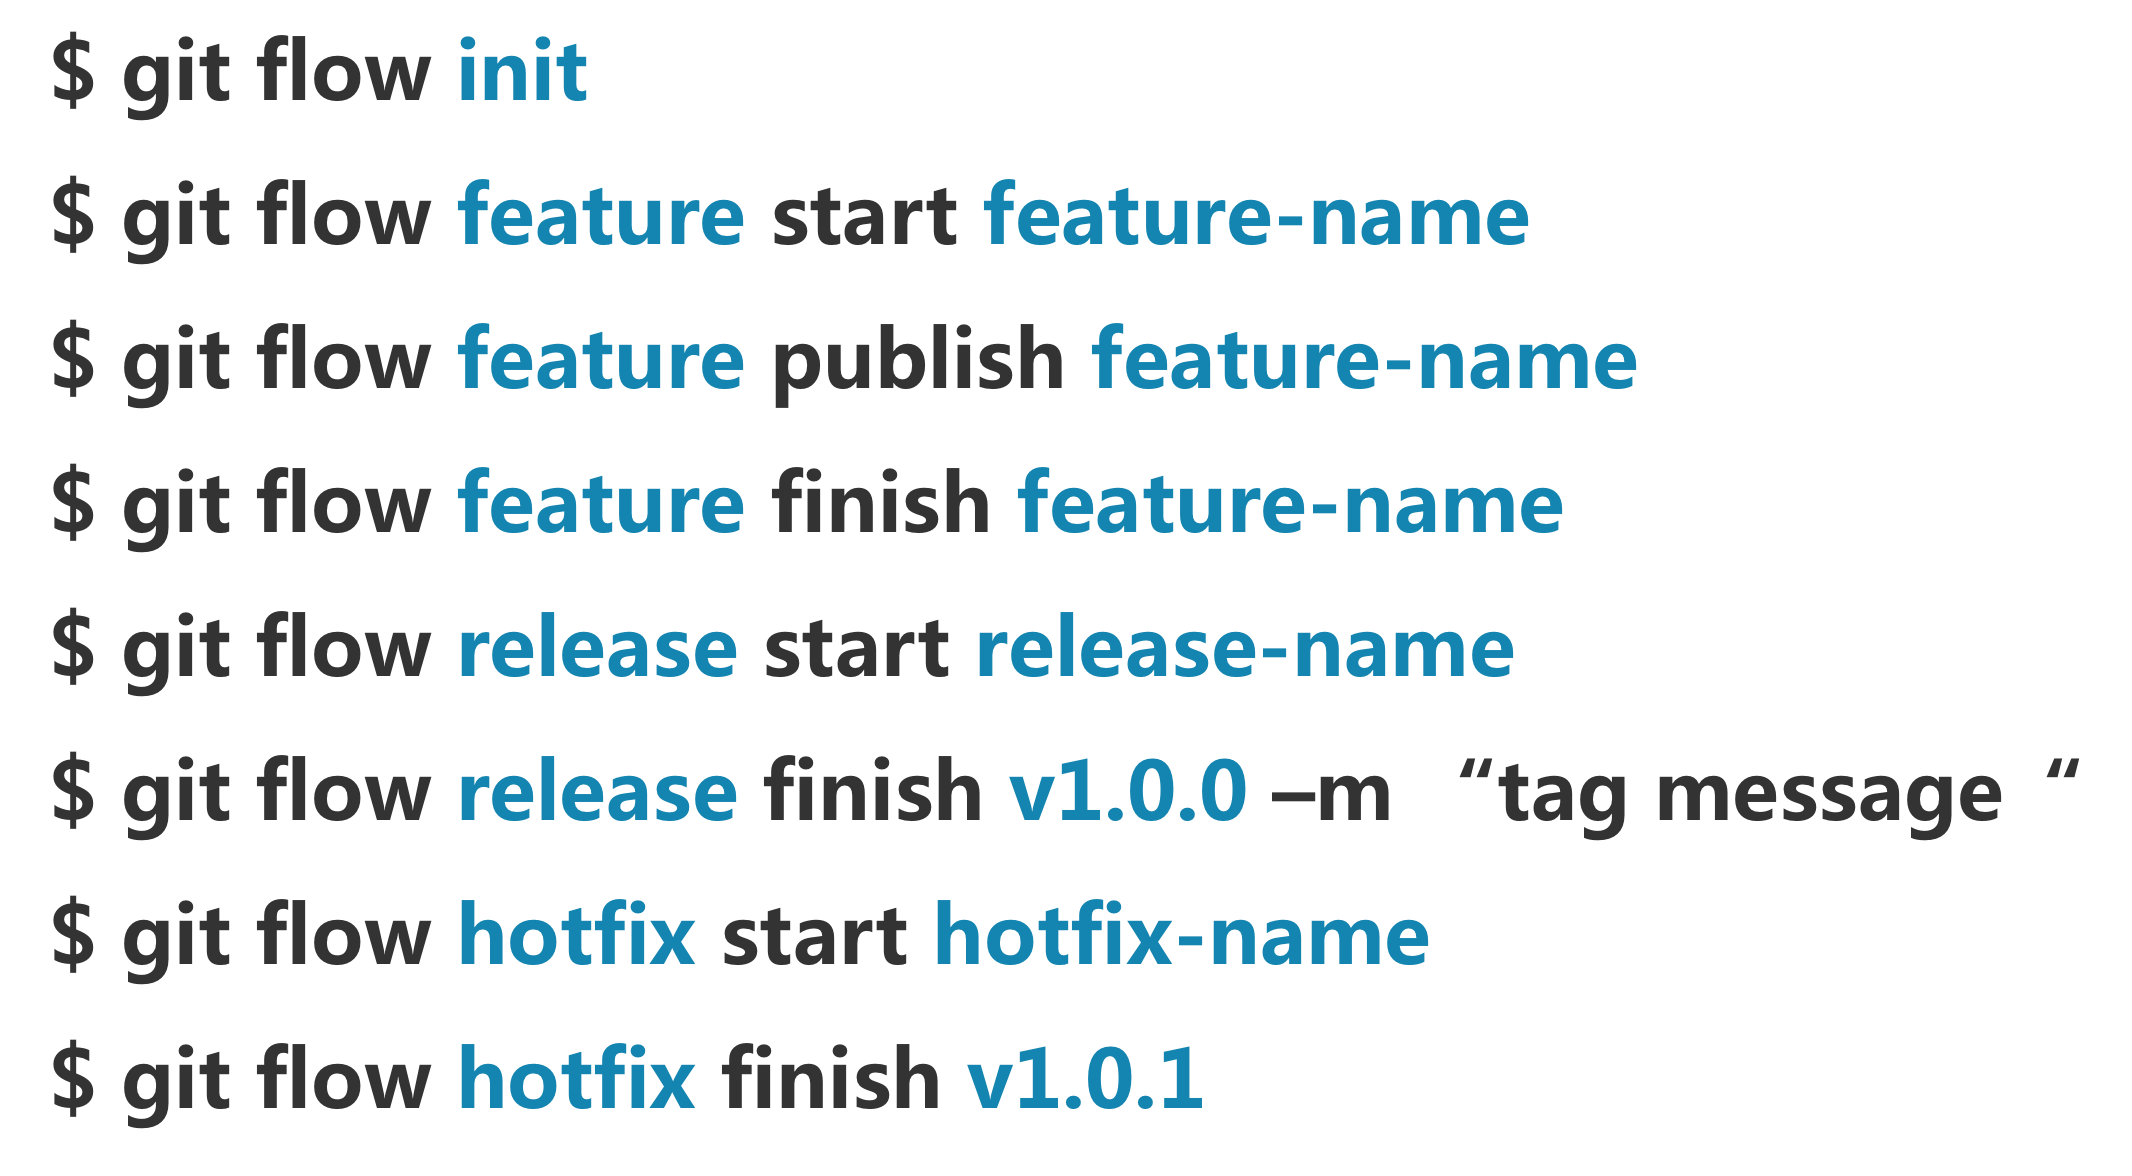 $ git flow init
$ git flow feature start feature-name
$ git flow feature publish feature-name
$ git flow feature finish feature-name
$ git flow release start release-name
$ git flow release finish v1.0.0 –m “tag message “
$ git flow hotfix start hotfix-name
$ git flow hotfix finish v1.0.1